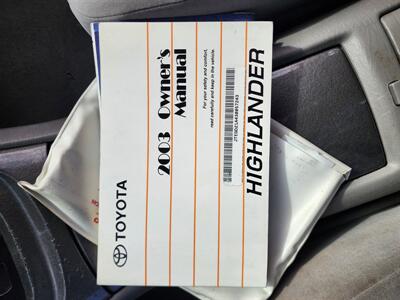 TOYOTA
2003 Owner's
Manual
For your safety and comfort,
read carefully and keep in the vehicle.
HIGHLANDER